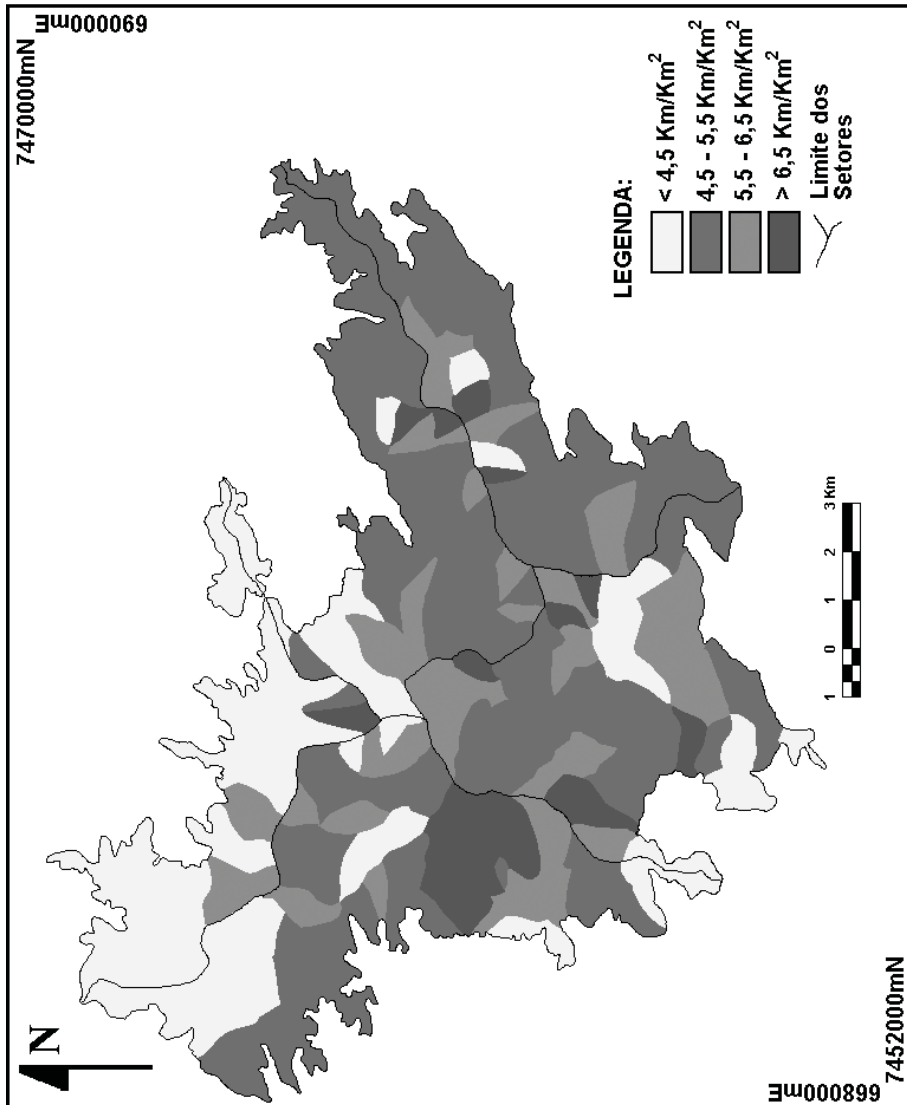 7470000mN
690000mE
N
LEGENDA:
< 4,5 Km/Km²
4,5 - 5,5 Km/Km²
5,5 - 6,5 Km/Km²
> 6,5 Km/Km²
Limite dos
Setores
1 0 1 2 3 Km
668000mE
7452000mN